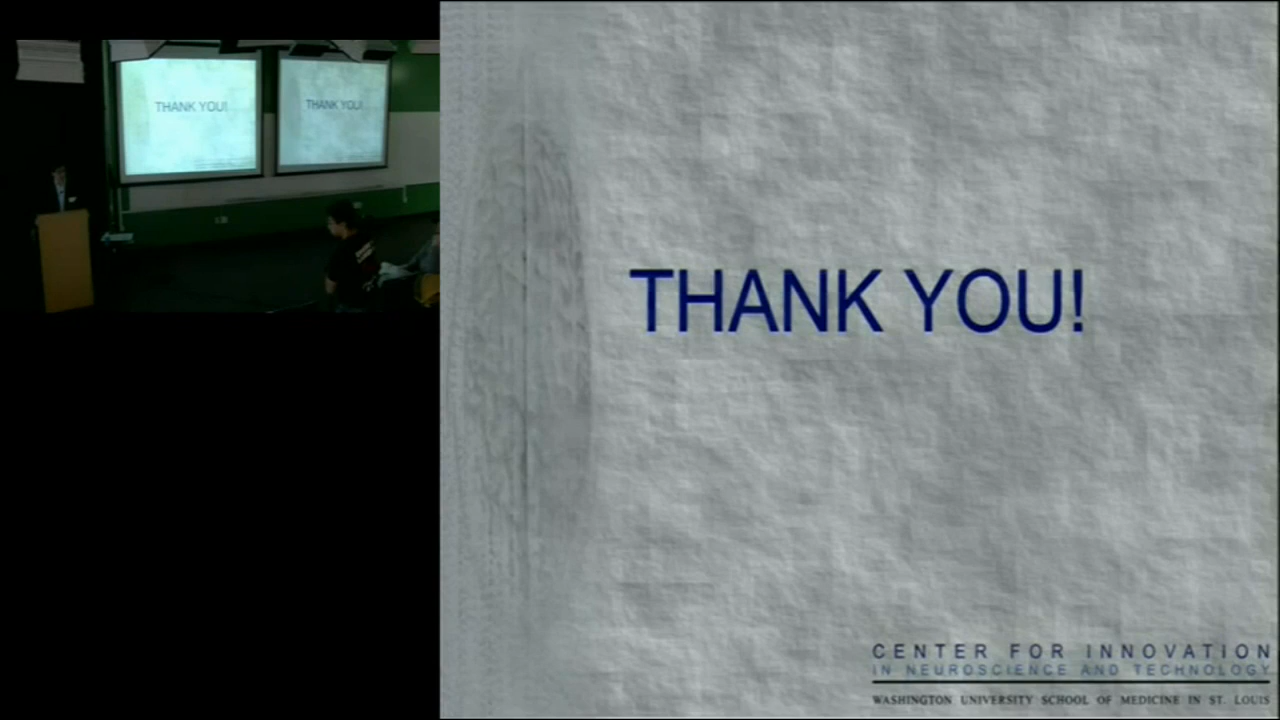 THANK YOU!
THANK YOU!
THANK YOU!
CENTER FOR INNOVATION
IN NEUROSCIENCE AND TECHNOLOGY
WASHINGTON UNIVERSITY SCHOOL OF MEDICINE IN ST. LOUIS